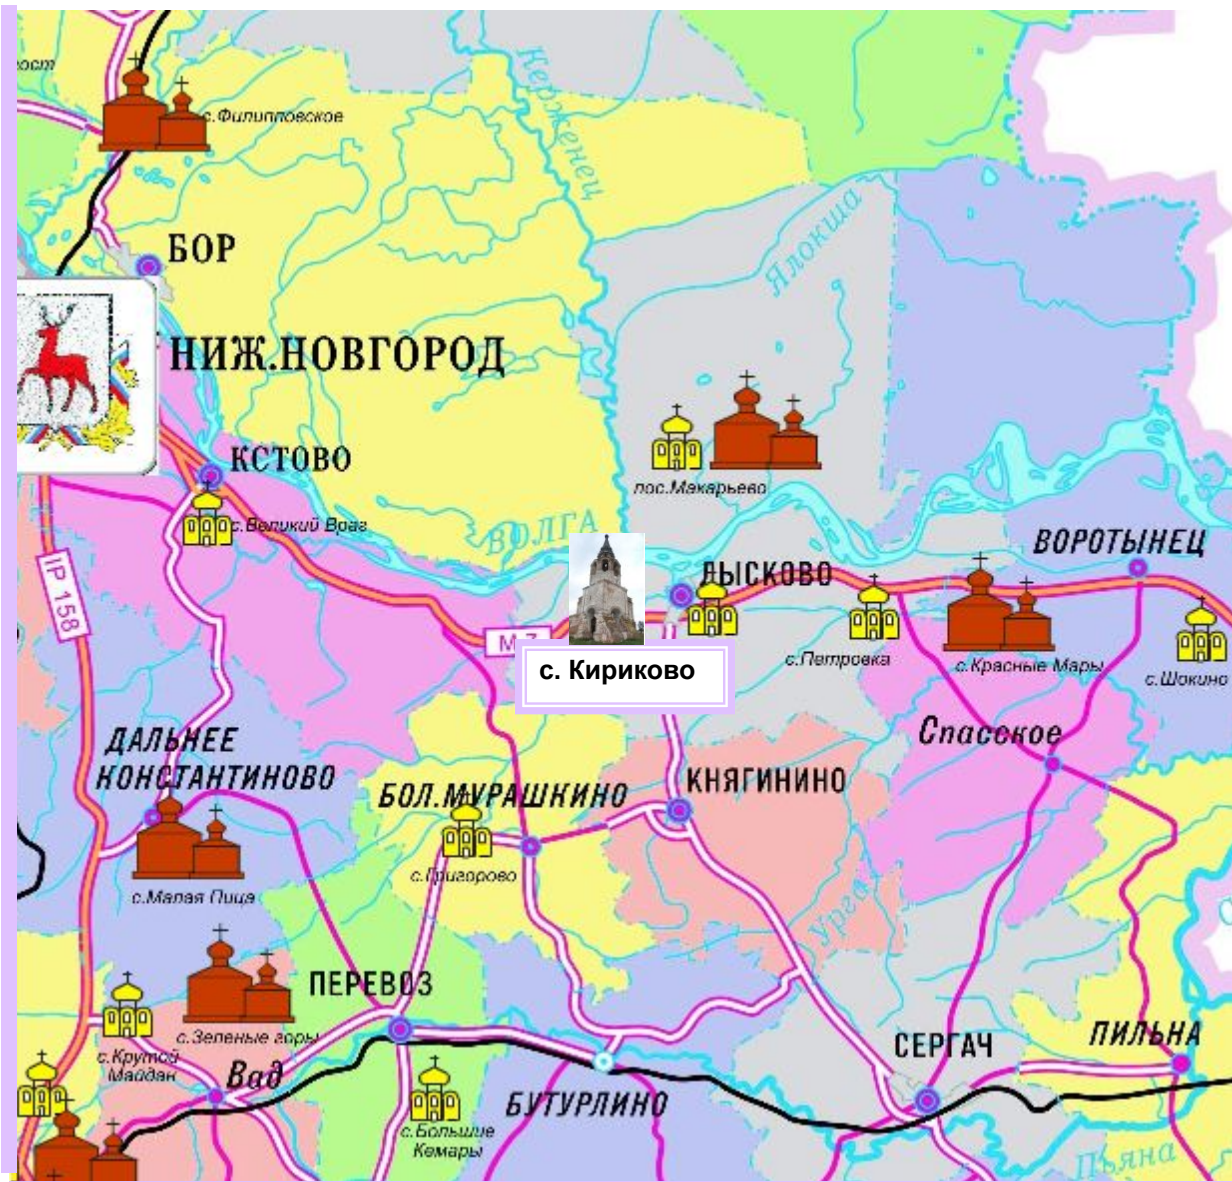 ост
с.Филипповское
Керженец
БОР
Ялокша
НИЖ.НОВГОРОД
КСТОВО
пос.Макарьево
с.Великий Враг
ВОЛГА
ВОРОТЫНЕЦ
IP 158
ЛЫСКОВО
М-7
с.Петровка
с.Красные Мары
с.Шокино
с. Кириково
Спасское
ДАЛЬНЕЕ
КОНСТАНТИНОВО
БОЛ.МУРАШКИНО
КНЯГИНИНО
с.Григорово
с.Малая Пица
Урга
ПЕРЕВОЗ
с.Зеленые горы
с.Крутой
Майдан
Вад
СЕРГАЧ
ПИЛЬНА
БУТУРЛИНО
с.Большие
Кемары
Пьяна